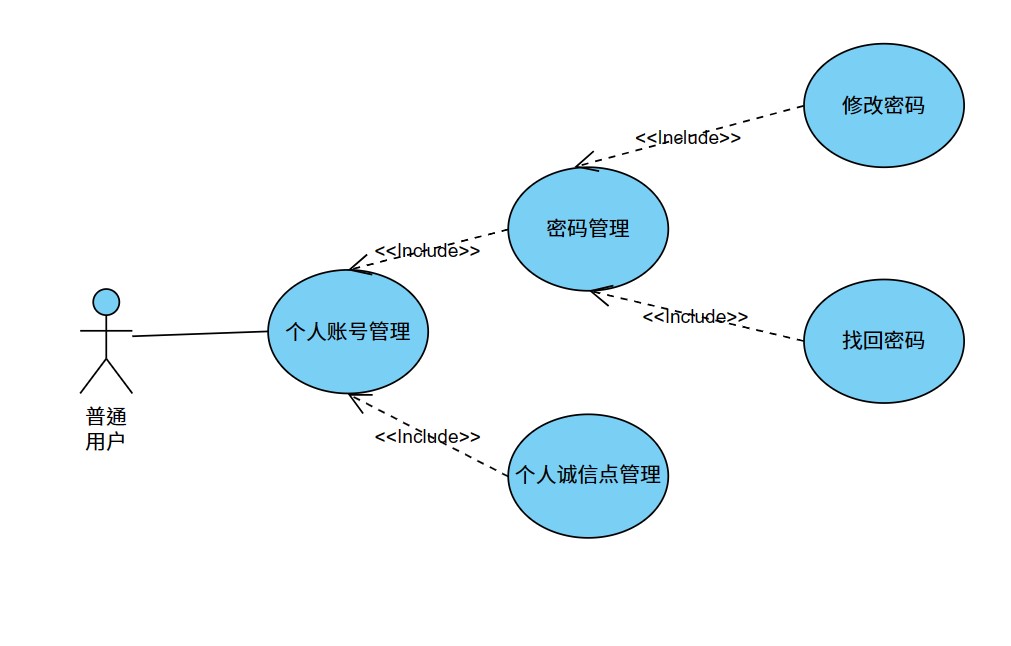 修改密码
<<Include>>
密码管理
<<Include>>
<<Include>>
个人账号管理
找回密码
普通
用户
<<Include>>
个人诚信点管理